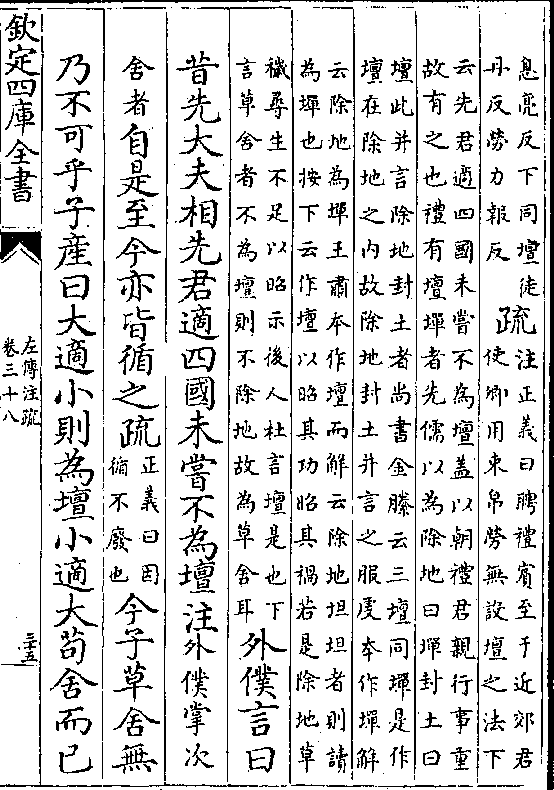 息亮反下同壇徒
丹反勞力報反
疏
注正義曰聘禮賓至于近郊君
使卿用束帛勞無設壇之法下
云先君適四國未嘗不為壇蓋以朝禮君親行事重
故有之也禮有壇墠者先儒以為除地曰墠封土曰
壇此并言除地封土者尚書金縢云三壇同墠是作
壇在除地之内故除地封土并言之服虔本作墠解
云除地為墠王肅本作壇而解云除地坦坦者則讀
為墠也按下云作壇以昭其功昭其禍若是除地草
穢尋生不足以昭示後人杜言壇是也下
言草舍者不為壇則不除地故為草舍耳
外僕言曰
昔先大夫相先君適四國未嘗不為壇注外僕掌次
舍者自是至今亦皆循之疏
正義曰因
循不廢也
今子草舍無
乃不可乎子産曰大適小則為壇小適大苟舍而已
欽定四庫全書
左傳注疏
卷三十八
三五